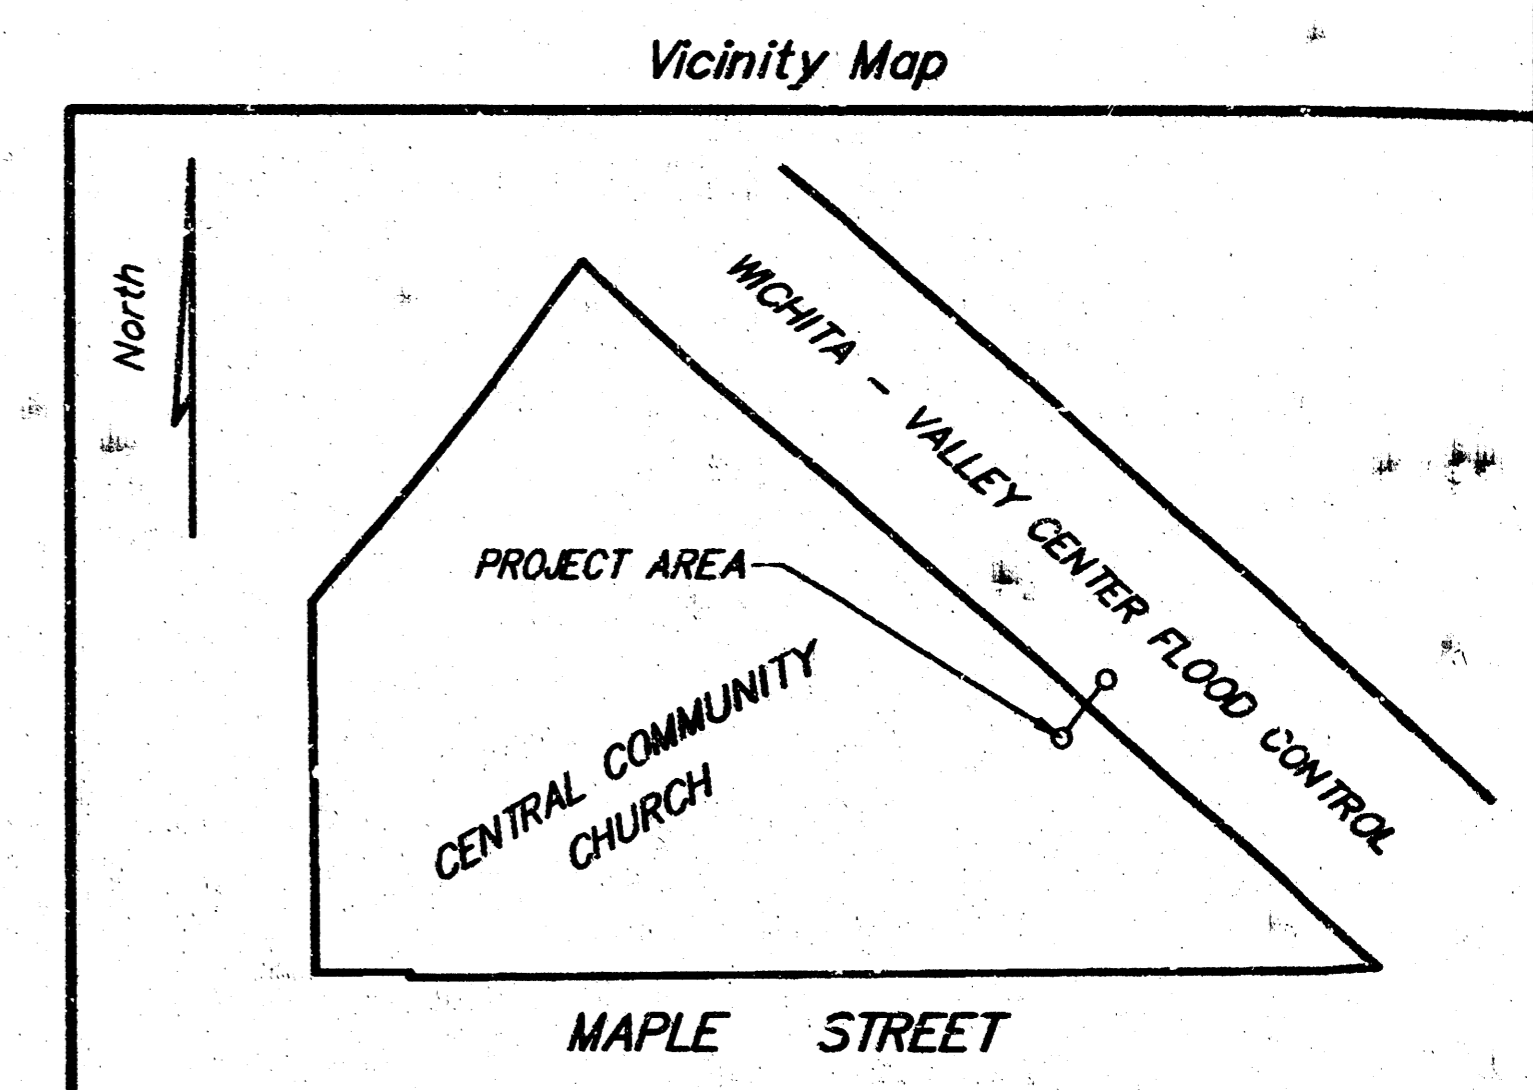 Vicinity Map
North
WICHITA - VALLEY CENTER FLOOD CONTROL
PROJECT AREA
CENTRAL COMMUNITY
CHURCH
MAPLE STREET